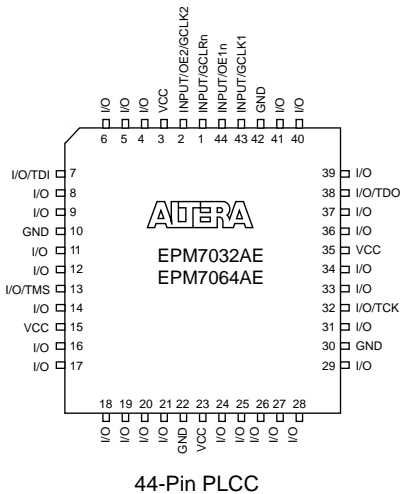 I/O
I/O
I/O
VCC
INPUT/OE2/GCLK2
INPUT/GCLRn
INPUT/OE1n
INPUT/GCLK1
GND
I/O
I/O
6 5 4 3 2 1 44 43 42 41 40
I/O/TDI 7
I/O 8
I/O 9
GND 10
I/O 11
I/O 12
I/O/TMS 13
I/O 14
VCC 15
I/O 16
I/O 17
ALTERA
EPM7032AE
EPM7064AE
39 I/O
38 I/O/TDO
37 I/O
36 I/O
35 VCC
34 I/O
33 I/O
32 I/O/TCK
31 I/O
30 GND
29 I/O
18 19 20 21 22 23 24 25 26 27 28
I/O
I/O
I/O
I/O
GND
VCC
I/O
I/O
I/O
I/O
I/O
44-Pin PLCC